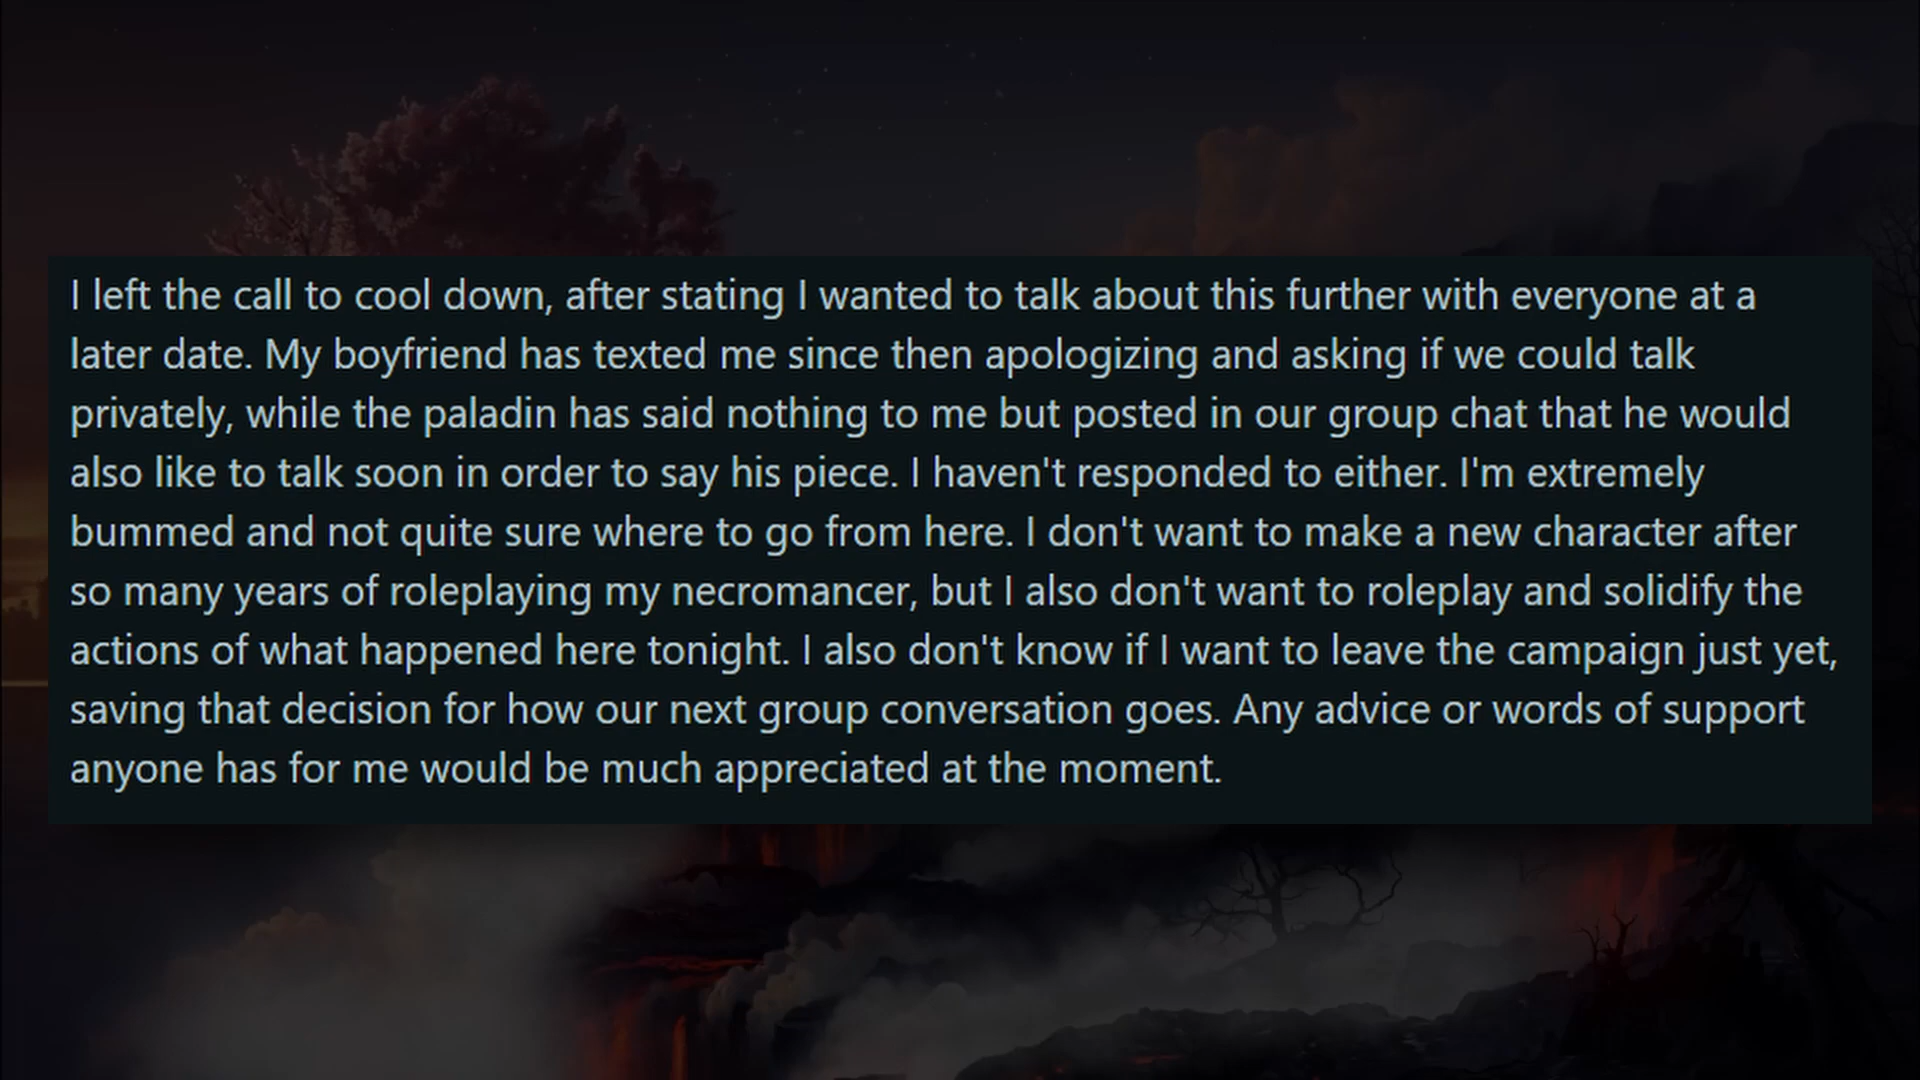 I left the call to cool down, after stating I wanted to talk about this further with everyone at a
later date. My boyfriend has texted me since then apologizing and asking if we could talk
privately, while the paladin has said nothing to me but posted in our group chat that he would
also like to talk soon in order to say his piece. I haven't responded to either. I'm extremely
bummed and not quite sure where to go from here. I don't want to make a new character after
so many years of roleplaying my necromancer, but I also don't want to roleplay and solidify the
actions of what happened here tonight. I also don't know if I want to leave the campaign just yet,
saving that decision for how our next group conversation goes. Any advice or words of support
anyone has for me would be much appreciated at the moment.